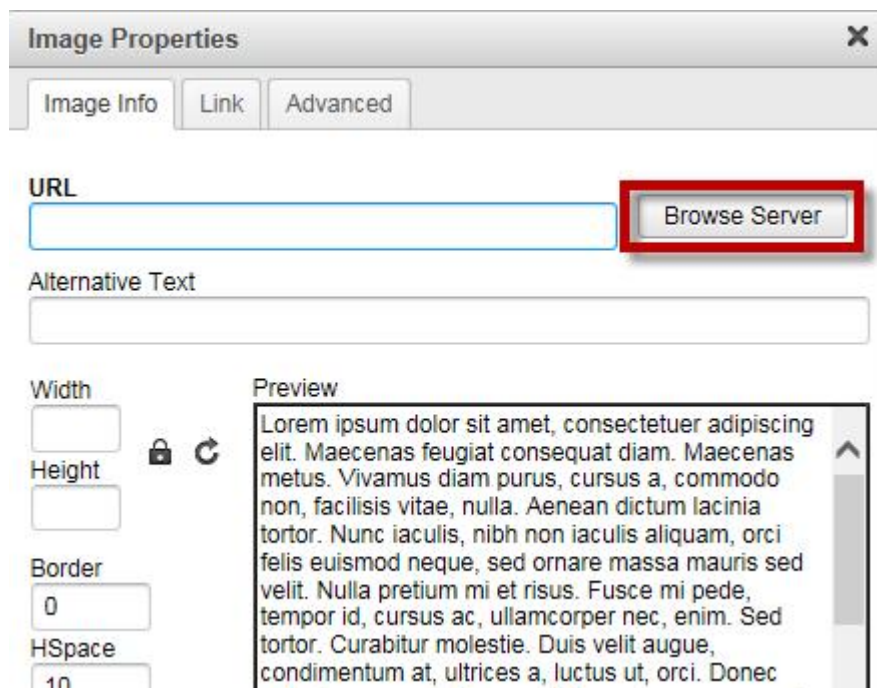 Image Properties
Image Info Link Advanced
URL
Browse Server
Alternative Text
Width
Height
Border
0
HSpace
10
Preview
Lorem ipsum dolor sit amet, consectetuer adipiscing
elit. Maecenas feugiat consequat diam. Maecenas
metus. Vivamus diam purus, cursus a, commodo
non, facilisis vitae, nulla. Aenean dictum lacinia
tortor. Nunc iaculis, nibh non iaculis aliquam, orci
felis euismod neque, sed ornare massa mauris sed
velit. Nulla pretium mi et risus. Fusce mi pede,
tempor id, cursus ac, ullamcorper nec, enim. Sed
tortor. Curabitur molestie. Duis velit augue,
condimentum at, ultrices a, luctus ut, orci. Donec